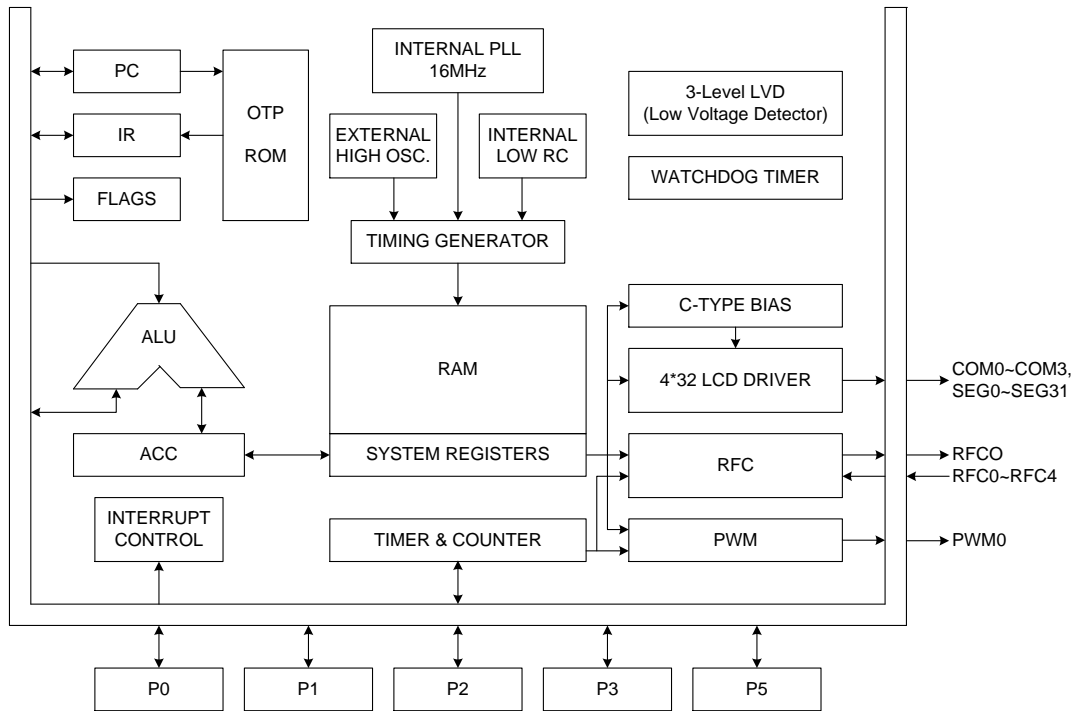 PC
IR
FLAGS
OTP
ROM
INTERNAL PLL
16MHz
EXTERNAL
HIGH OSC.
INTERNAL
LOW RC
TIMING GENERATOR
3-Level LVD
(Low Voltage Detector)
WATCHDOG TIMER
ALU
RAM
C-TYPE BIAS
4*32 LCD DRIVER
COM0~COM3,
SEG0~SEG31
ACC
SYSTEM REGISTERS
RFC
RFCO
RFC0~RFC4
INTERRUPT
CONTROL
TIMER & COUNTER
PWM
PWM0
P0
P1
P2
P3
P5